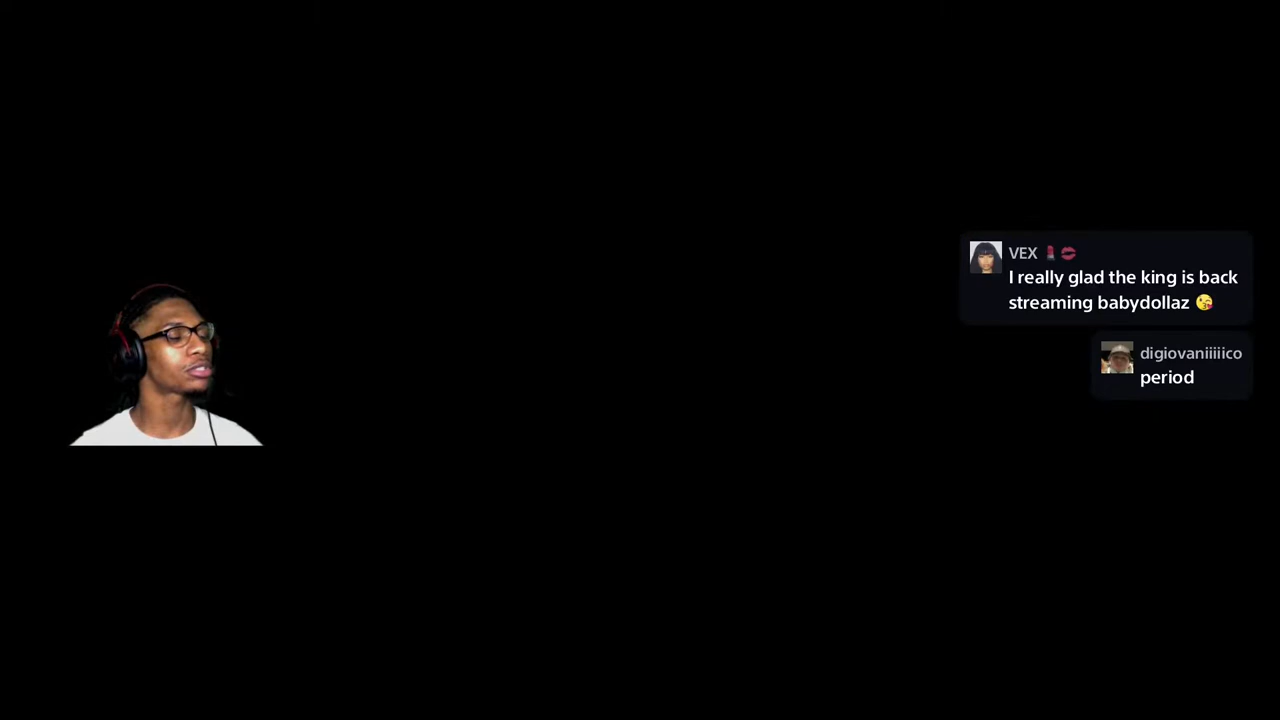 VEX 💄💋
I really glad the king is back
streaming babydollaz 😘
digiovaniiiiico
period